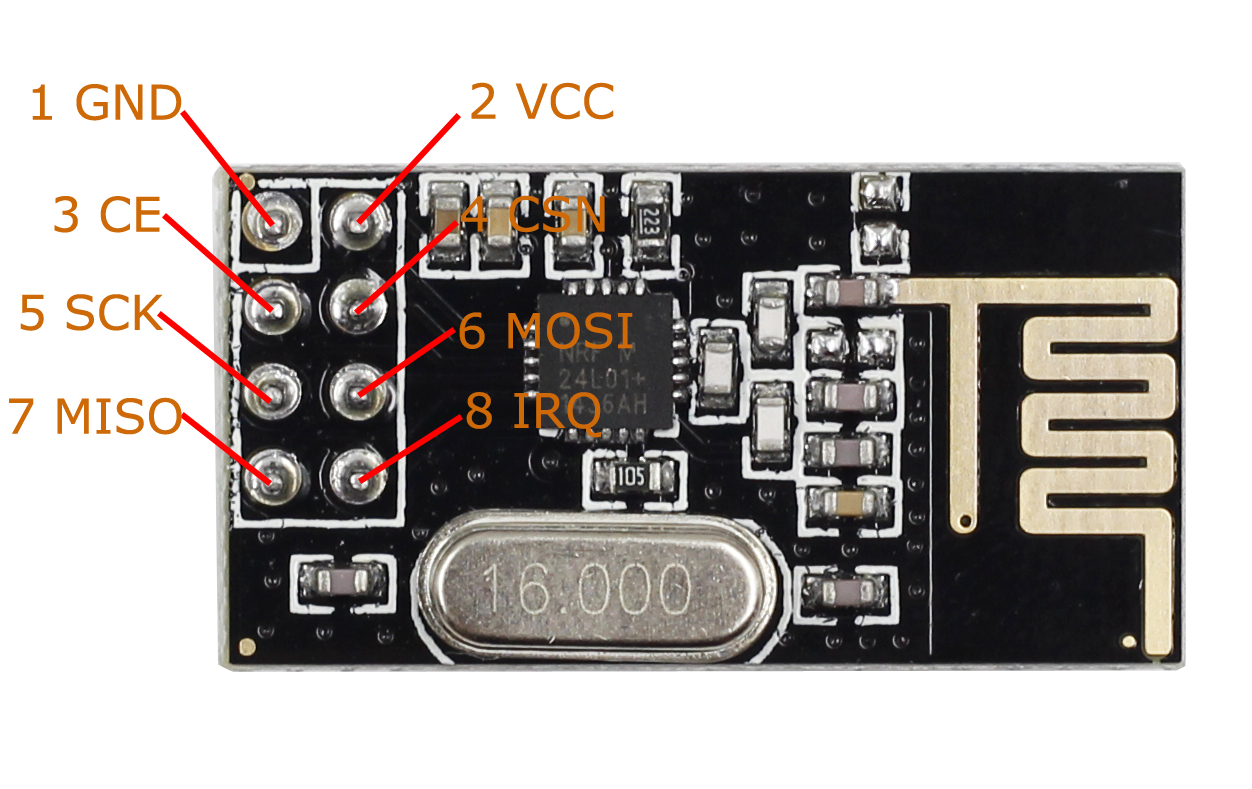 1 GND
2 VCC
3 CE
4 CSN
223
5 SCK
6 MOSI
NRF M
24L01+
7 MISO
8 IRQ
105
16.000